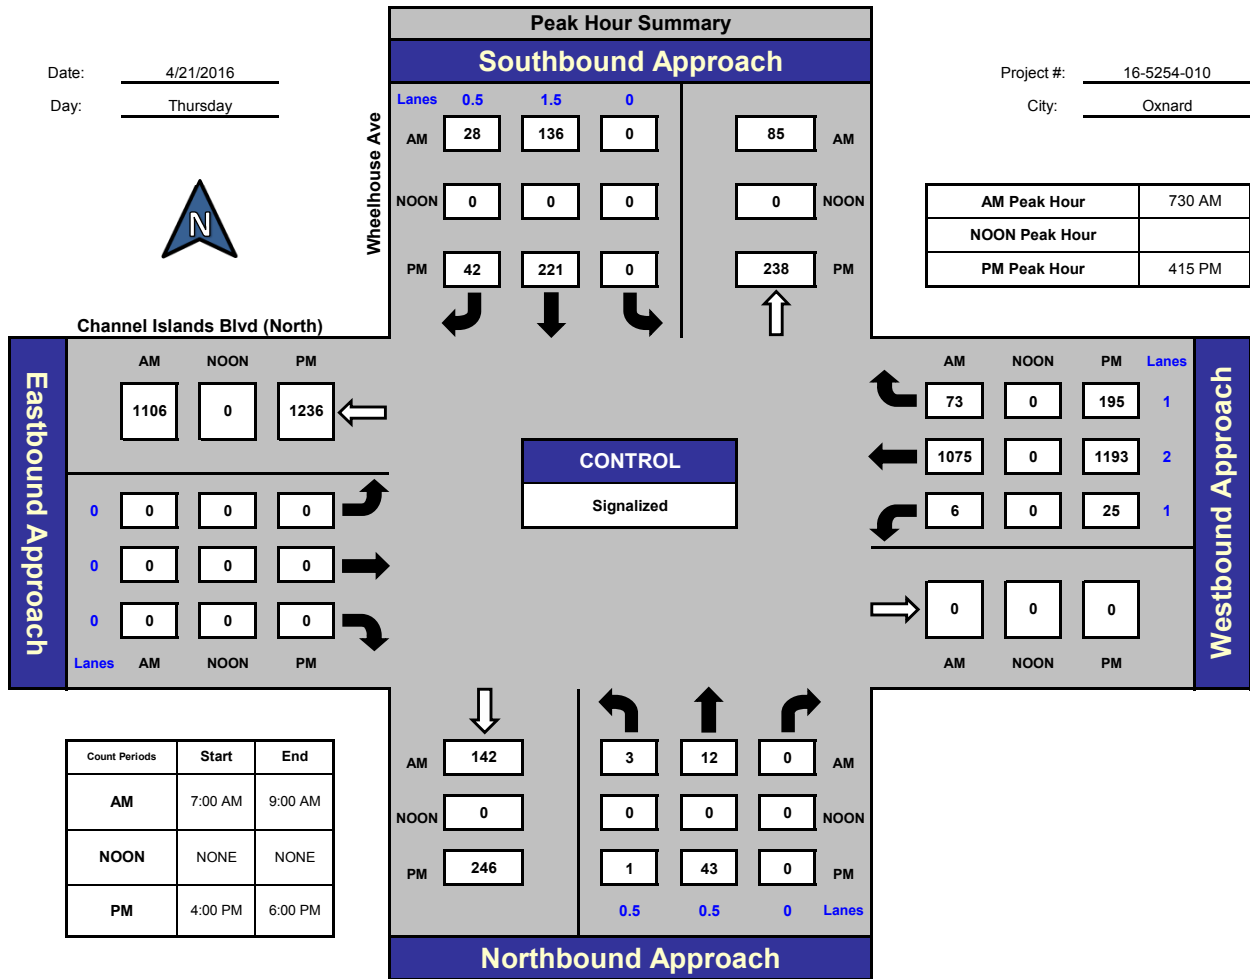 Peak Hour Summary
Southbound Approach
Date: 4/21/2016
Day: Thursday
Project #: 16-5254-010
City: Oxnard
N
Wheelhouse Ave
Lanes 0.5 1.5 0
AM 28 136 0 85 AM
NOON 0 0 0 0 NOON
PM 42 221 0 238 PM
AM Peak Hour 730 AM
NOON Peak Hour
PM Peak Hour 415 PM
Channel Islands Blvd (North)
Eastbound Approach
AM NOON PM
1106 0 1236
0 0 0 0
0 0 0 0
0 0 0 0
Lanes AM NOON PM
CONTROL
Signalized
AM NOON PM Lanes
73 0 195 1
1075 0 1193 2
6 0 25 1
0 0 0
AM NOON PM
Westbound Approach
Count Periods Start End
AM 7:00 AM 9:00 AM
NOON NONE NONE
PM 4:00 PM 6:00 PM
AM 142 3 12 0 AM
NOON 0 0 0 0 NOON
PM 246 1 43 0 PM
0.5 0.5 0 Lanes
Northbound Approach